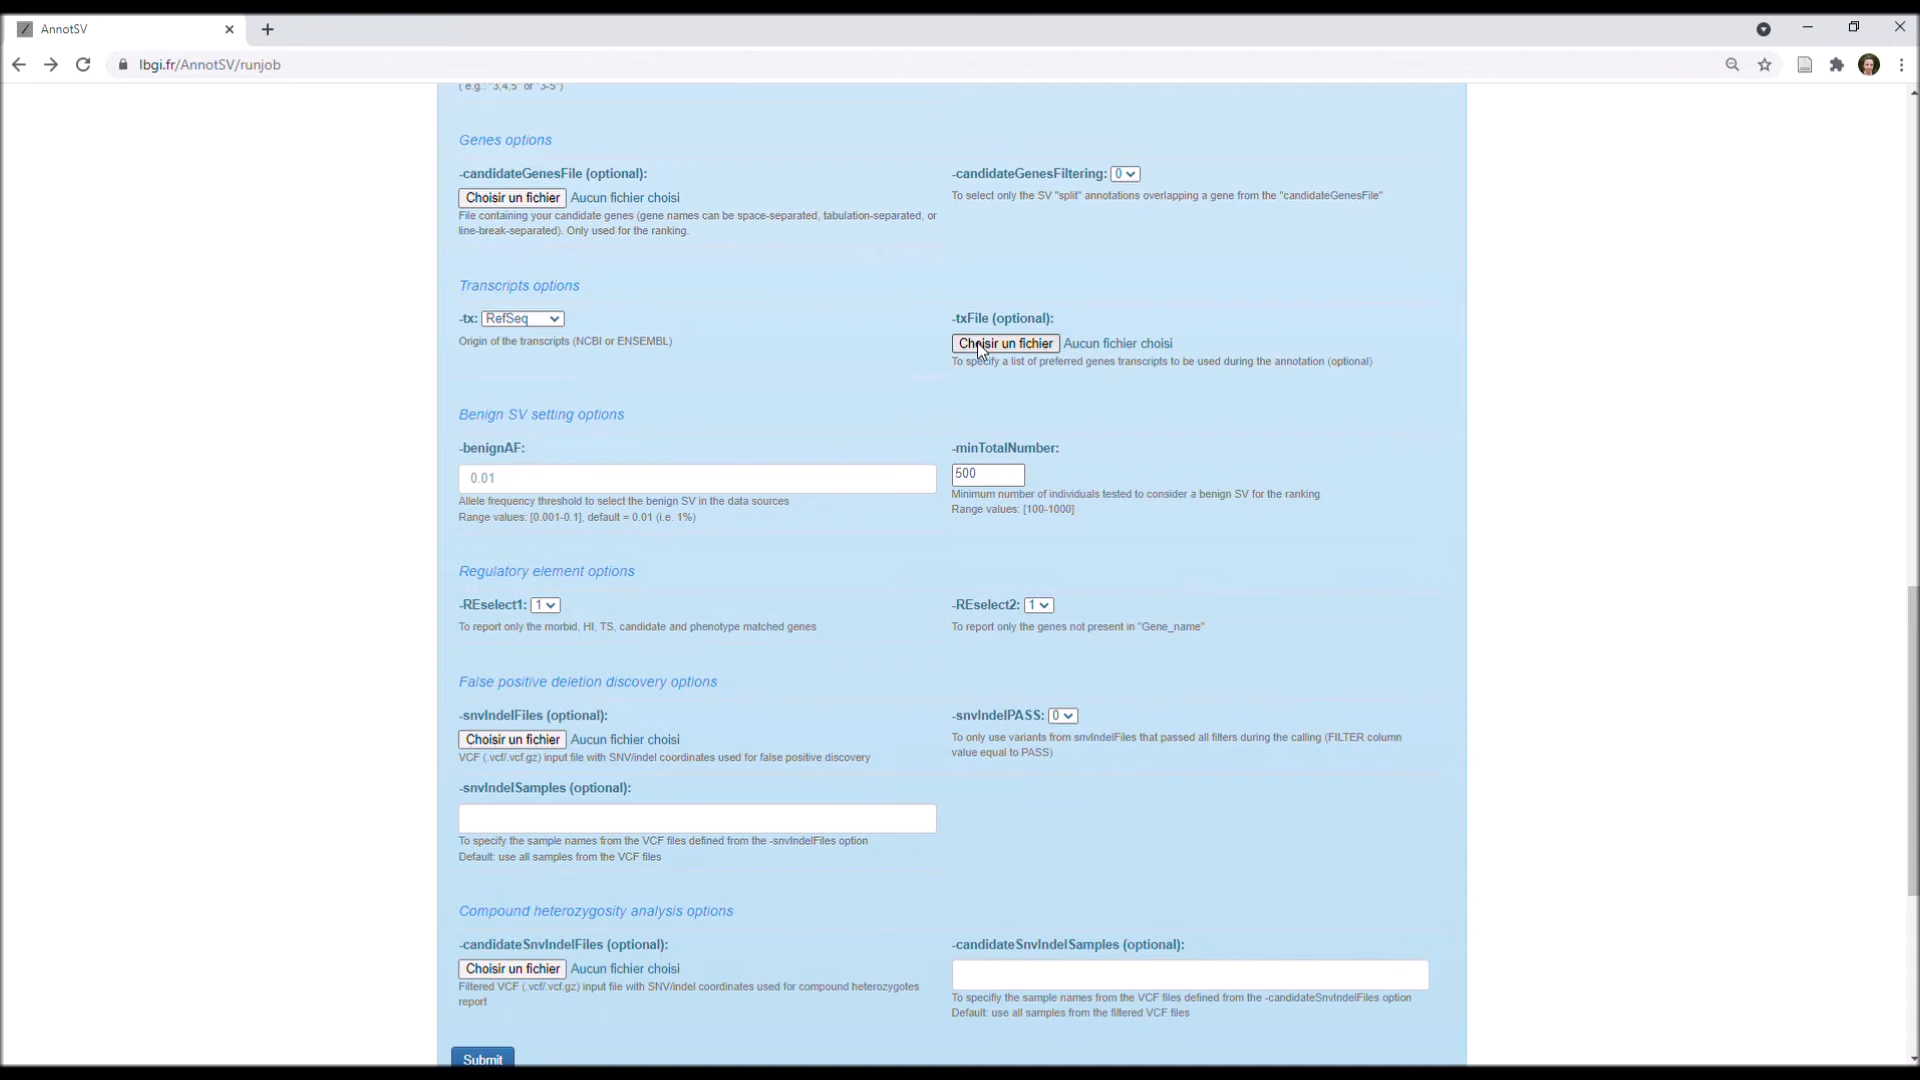 AnnotSV
lbgi.fr/AnnotSV/runjob
( e.g.: "3,4,5" or "3-5")
Genes options
-candidateGenesFile (optional):
Choisir un fichier Aucun fichier choisi
File containing your candidate genes (gene names can be space-separated, tabulation-separated, or
line-break-separated). Only used for the ranking.
-candidateGenesFiltering: 0
To select only the SV "split" annotations overlapping a gene from the "candidateGenesFile"
Transcripts options
-tx: RefSeq
Origin of the transcripts (NCBI or ENSEMBL)
-txFile (optional):
Choisir un fichier Aucun fichier choisi
To specify a list of preferred genes transcripts to be used during the annotation (optional)
Benign SV setting options
-benignAF:
0.01
Allele frequency threshold to select the benign SV in the data sources
Range values: [0.001-0.1], default = 0.01 (i.e. 1%)
-minTotalNumber:
500
Minimum number of individuals tested to consider a benign SV for the ranking
Range values: [100-1000]
Regulatory element options
-REselect1: 1
To report only the morbid, HI, TS, candidate and phenotype matched genes
-REselect2: 1
To report only the genes not present in "Gene_name"
False positive deletion discovery options
-snvIndelFiles (optional):
Choisir un fichier Aucun fichier choisi
VCF (.vcf/.vcf.gz) input file with SNV/indel coordinates used for false positive discovery
-snvIndelPASS: 0
To only use variants from snvIndelFiles that passed all filters during the calling (FILTER column
value equal to PASS)
-snvIndelSamples (optional):
To specify the sample names from the VCF files defined from the -snvIndelFiles option
Default: use all samples from the VCF files
Compound heterozygosity analysis options
-candidateSnvIndelFiles (optional):
Choisir un fichier Aucun fichier choisi
Filtered VCF (.vcf/.vcf.gz) input file with SNV/indel coordinates used for compound heterozygotes
report
-candidateSnvIndelSamples (optional):
To specifiy the sample names from the VCF files defined from the -candidateSnvIndelFiles option
Default: use all samples from the filtered VCF files
Submit